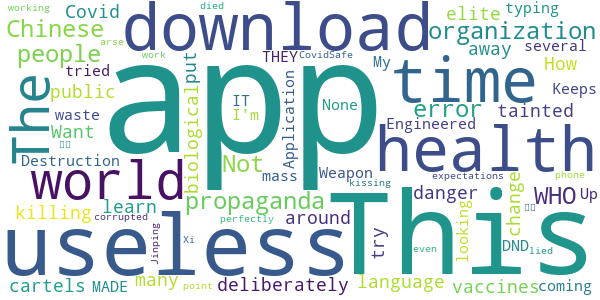 working died
Covid download elite typing
Chinese arse organization
people work THEY CovidSafe away several
tried My How
The app put time
public biological IT Application None error tainted Keeps
waste I'm Engineered
Want health
Destruction Not mass Weapon
world kissing expectations phone
killing learn propaganda danger looking change WHO Up
corrupted around try This DND
useless Jinping Xi even lied
perfectly
cartels MADE many deliberately language vaccines coming
point